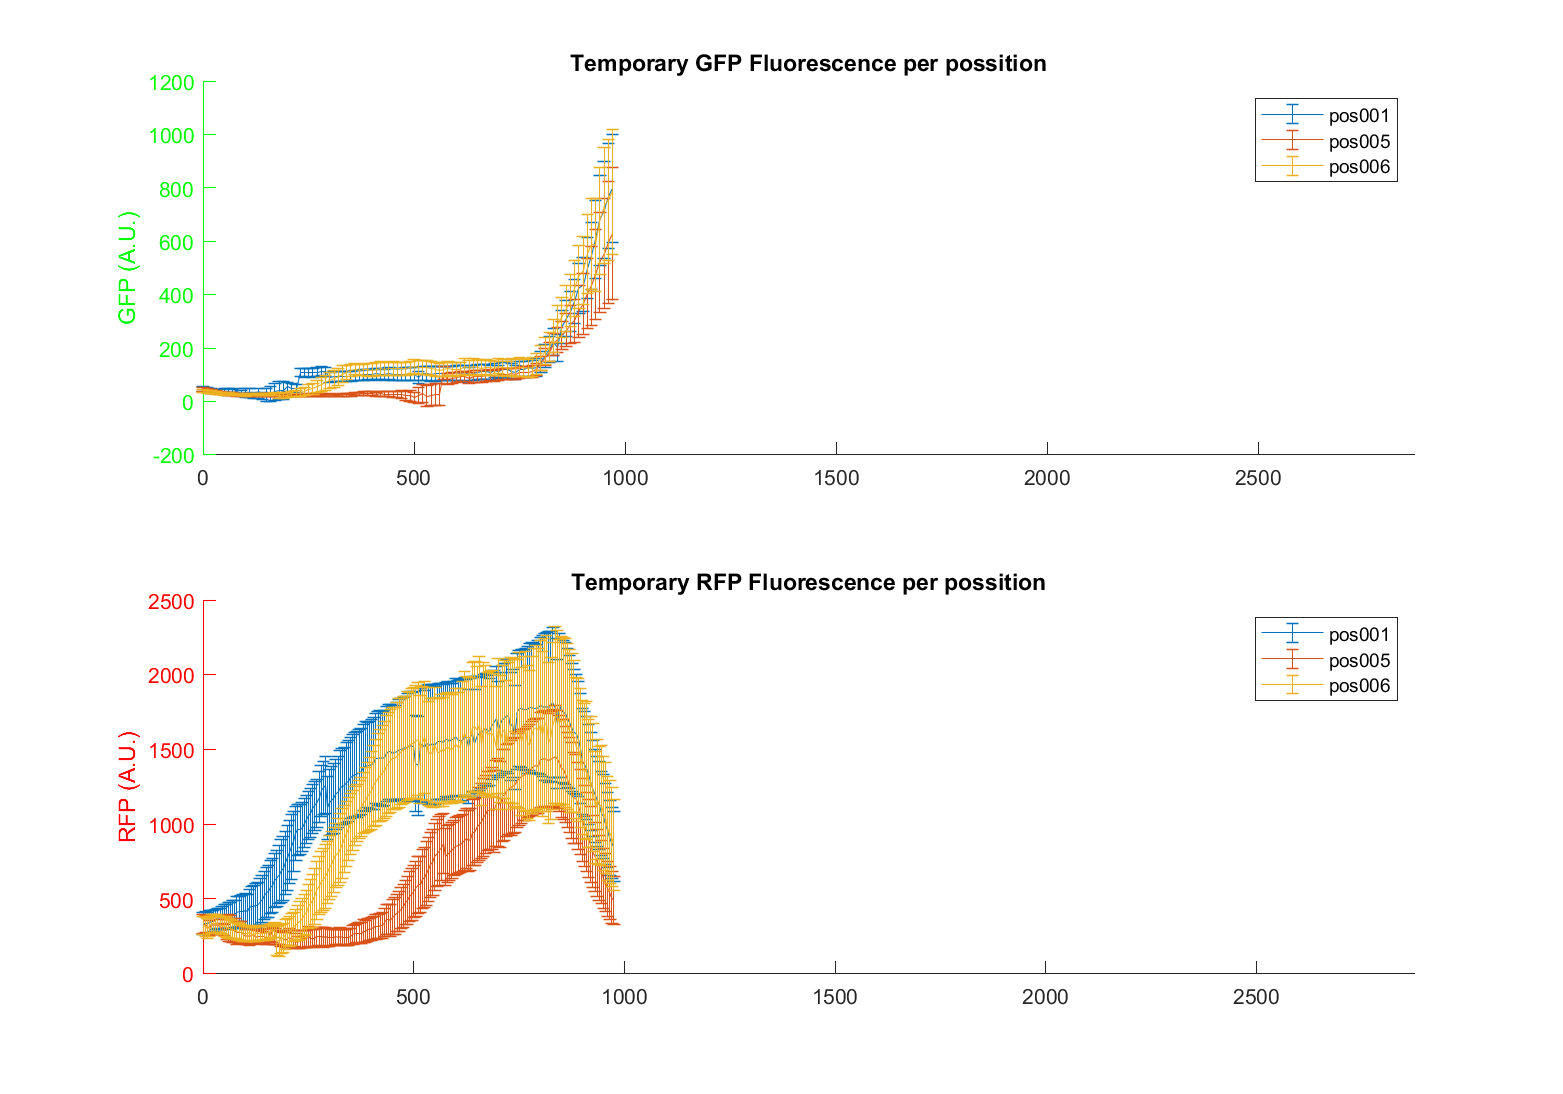 Temporary GFP Fluorescence per possition
1200
1000
800
600
400
200
0
-200
GFP (A.U.)
0 500 1000 1500 2000 2500
pos001
pos005
pos006
Temporary RFP Fluorescence per possition
2500
2000
1500
1000
500
0
RFP (A.U.)
0 500 1000 1500 2000 2500
pos001
pos005
pos006